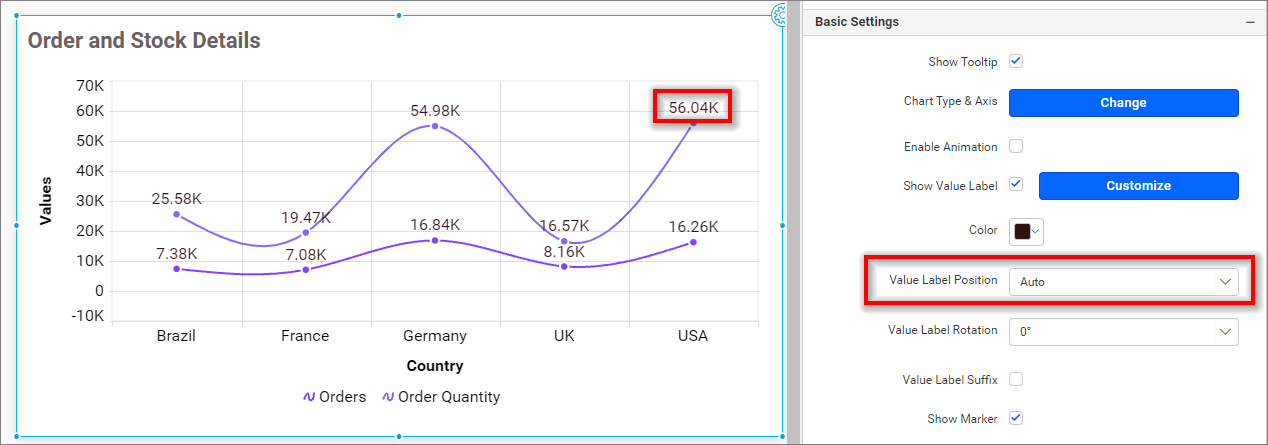 Order and Stock Details
70K
60K
50K
40K
30K
20K
10K
0
-10K
Values
25.58K
19.47K
54.98K
16.57K
56.04K
7.38K
7.08K
16.84K
8.16K
16.26K
Brazil
France
Germany
UK
USA
Country
Orders
Order Quantity
Basic Settings
Show Tooltip
Chart Type & Axis
Change
Enable Animation
Show Value Label
Customize
Color
Value Label Position
Auto
Value Label Rotation
0°
Value Label Suffix
Show Marker